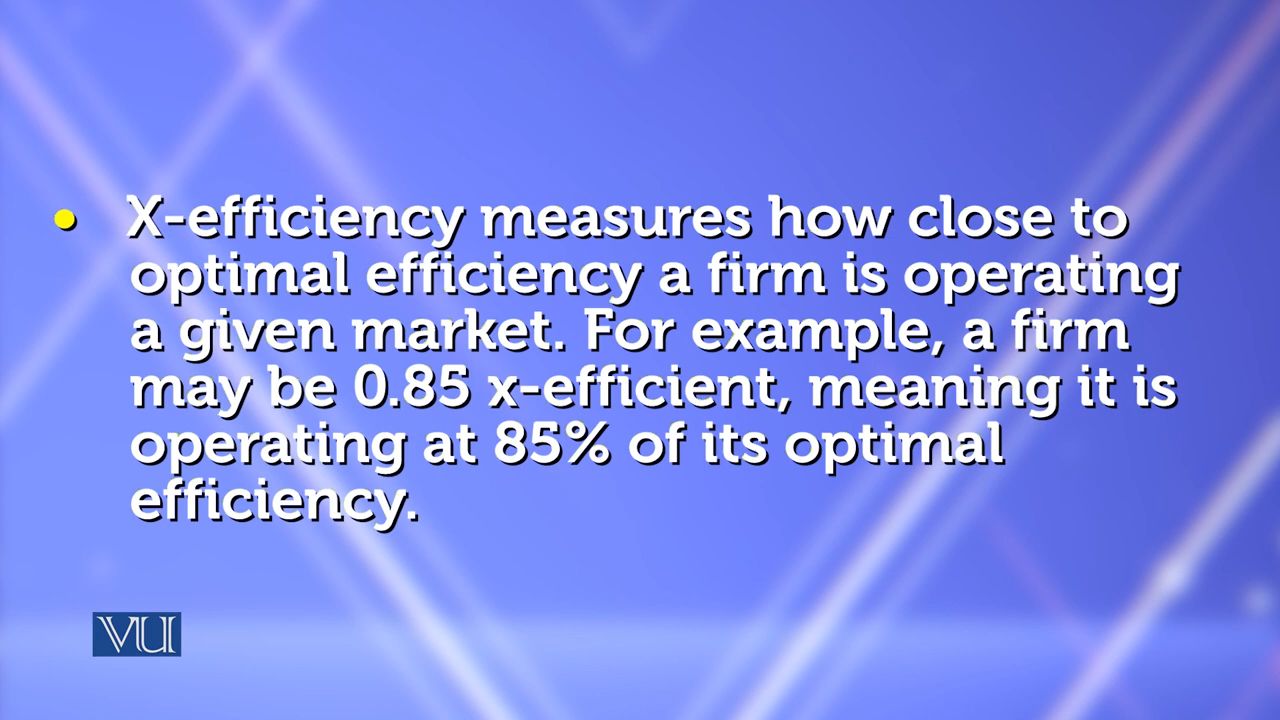 • X-efficiency measures how close to
optimal efficiency a firm is operating
a given market. For example, a firm
may be 0.85 x-efficient, meaning it is
operating at 85% of its optimal
efficiency.
VU